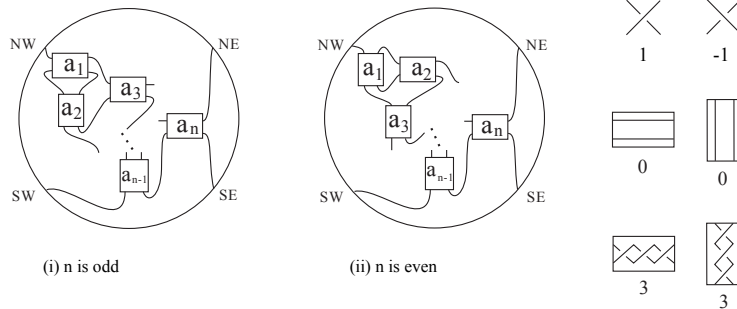 NW
NE
a1
a2
a3
an
an-1
SW
SE
(i) n is odd
NW
NE
a1
a2
a3
an
an-1
SW
SE
(ii) n is even
1
-1
0
0
3
3